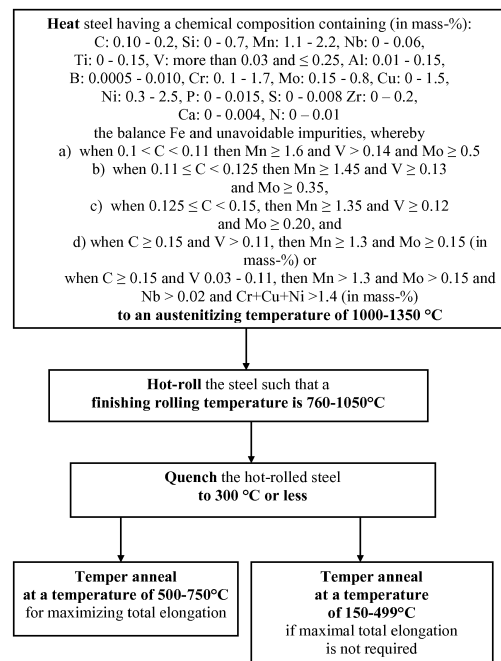 Heat steel having a chemical composition containing (in mass-%):
C: 0.10 - 0.2, Si: 0 - 0.7, Mn: 1.1 - 2.2, Nb: 0 - 0.06,
Ti: 0 - 0.15, V: more than 0.03 and ≤ 0.25, Al: 0.01 - 0.15,
B: 0.0005 - 0.010, Cr: 0. 1 - 1.7, Mo: 0.15 - 0.8, Cu: 0 - 1.5,
Ni: 0.3 - 2.5, P: 0 - 0.015, S: 0 - 0.008 Zr: 0 – 0.2,
Ca: 0 - 0.004, N: 0 – 0.01
the balance Fe and unavoidable impurities, whereby
a) when 0.1 < C < 0.11 then Mn ≥ 1.6 and V > 0.14 and Mo ≥ 0.5
b) when 0.11 ≤ C < 0.125 then Mn ≥ 1.45 and V ≥ 0.13
and Mo ≥ 0.35,
c) when 0.125 ≤ C < 0.15, then Mn ≥ 1.35 and V ≥ 0.12
and Mo ≥ 0.20, and
d) when C ≥ 0.15 and V > 0.11, then Mn ≥ 1.3 and Mo ≥ 0.15 (in
mass-%) or
when C ≥ 0.15 and V 0.03 - 0.11, then Mn > 1.3 and Mo > 0.15 and
Nb > 0.02 and Cr+Cu+Ni >1.4 (in mass-%)
to an austenitizing temperature of 1000-1350 °C
Hot-roll the steel such that a
finishing rolling temperature is 760-1050°C
Quench the hot-rolled steel
to 300 °C or less
Temper anneal
at a temperature of 500-750°C
for maximizing total elongation
Temper anneal
at a temperature
of 150-499°C
if maximal total elongation
is not required